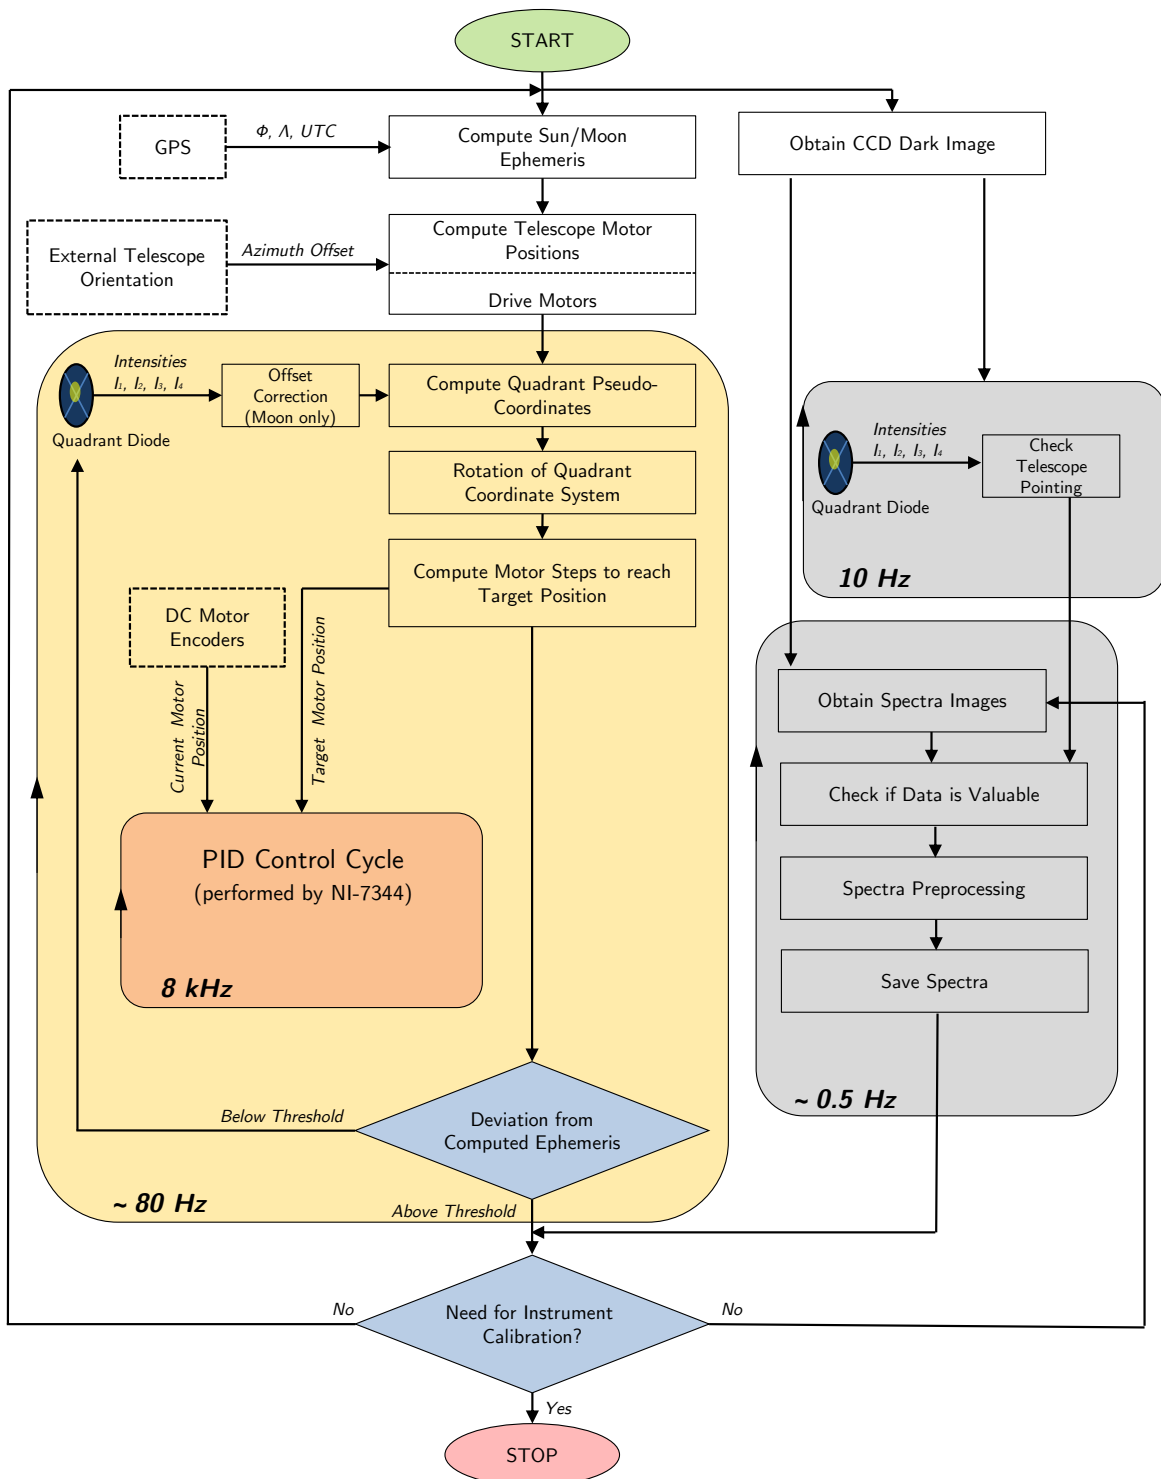 START
GPS
Φ, Λ, UTC
Compute Sun/Moon
Ephemeris
Obtain CCD Dark Image
External Telescope
Orientation
Azimuth Offset
Compute Telescope Motor
Positions
Drive Motors
Intensities
I₁, I₂, I₃, I₄
Quadrant Diode
Offset
Correction
(Moon only)
Compute Quadrant Pseudo-
Coordinates
Rotation of Quadrant
Coordinate System
Compute Motor Steps to reach
Target Position
DC Motor
Encoders
Current Motor
Position
Target Motor Position
PID Control Cycle
(performed by NI-7344)
8 kHz
Below Threshold
Deviation from
Computed Ephemeris
~ 80 Hz
Above Threshold
Intensities
I₁, I₂, I₃, I₄
Quadrant Diode
Check
Telescope
Pointing
10 Hz
Obtain Spectra Images
Check if Data is Valuable
Spectra Preprocessing
Save Spectra
~ 0.5 Hz
No
Need for Instrument
Calibration?
No
Yes
STOP